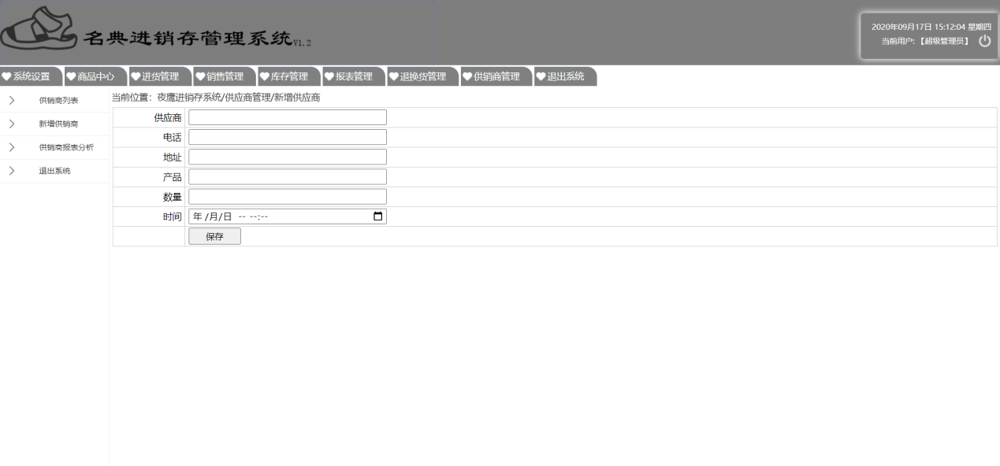 名典进销存管理系统V1.2
2020年09月17日 15:12:04 星期四
当前用户:【超级管理员】
系统设置 商品中心 进货管理 销售管理 库存管理 报表管理 退换货管理 供销商管理 退出系统
供销商列表
新增供销商
供销商报表分析
退出系统
当前位置：夜鹰进销存系统/供应商管理/新增供应商
供应商
电话
地址
产品
数量
时间 年 /月/日 -- --:--
保存